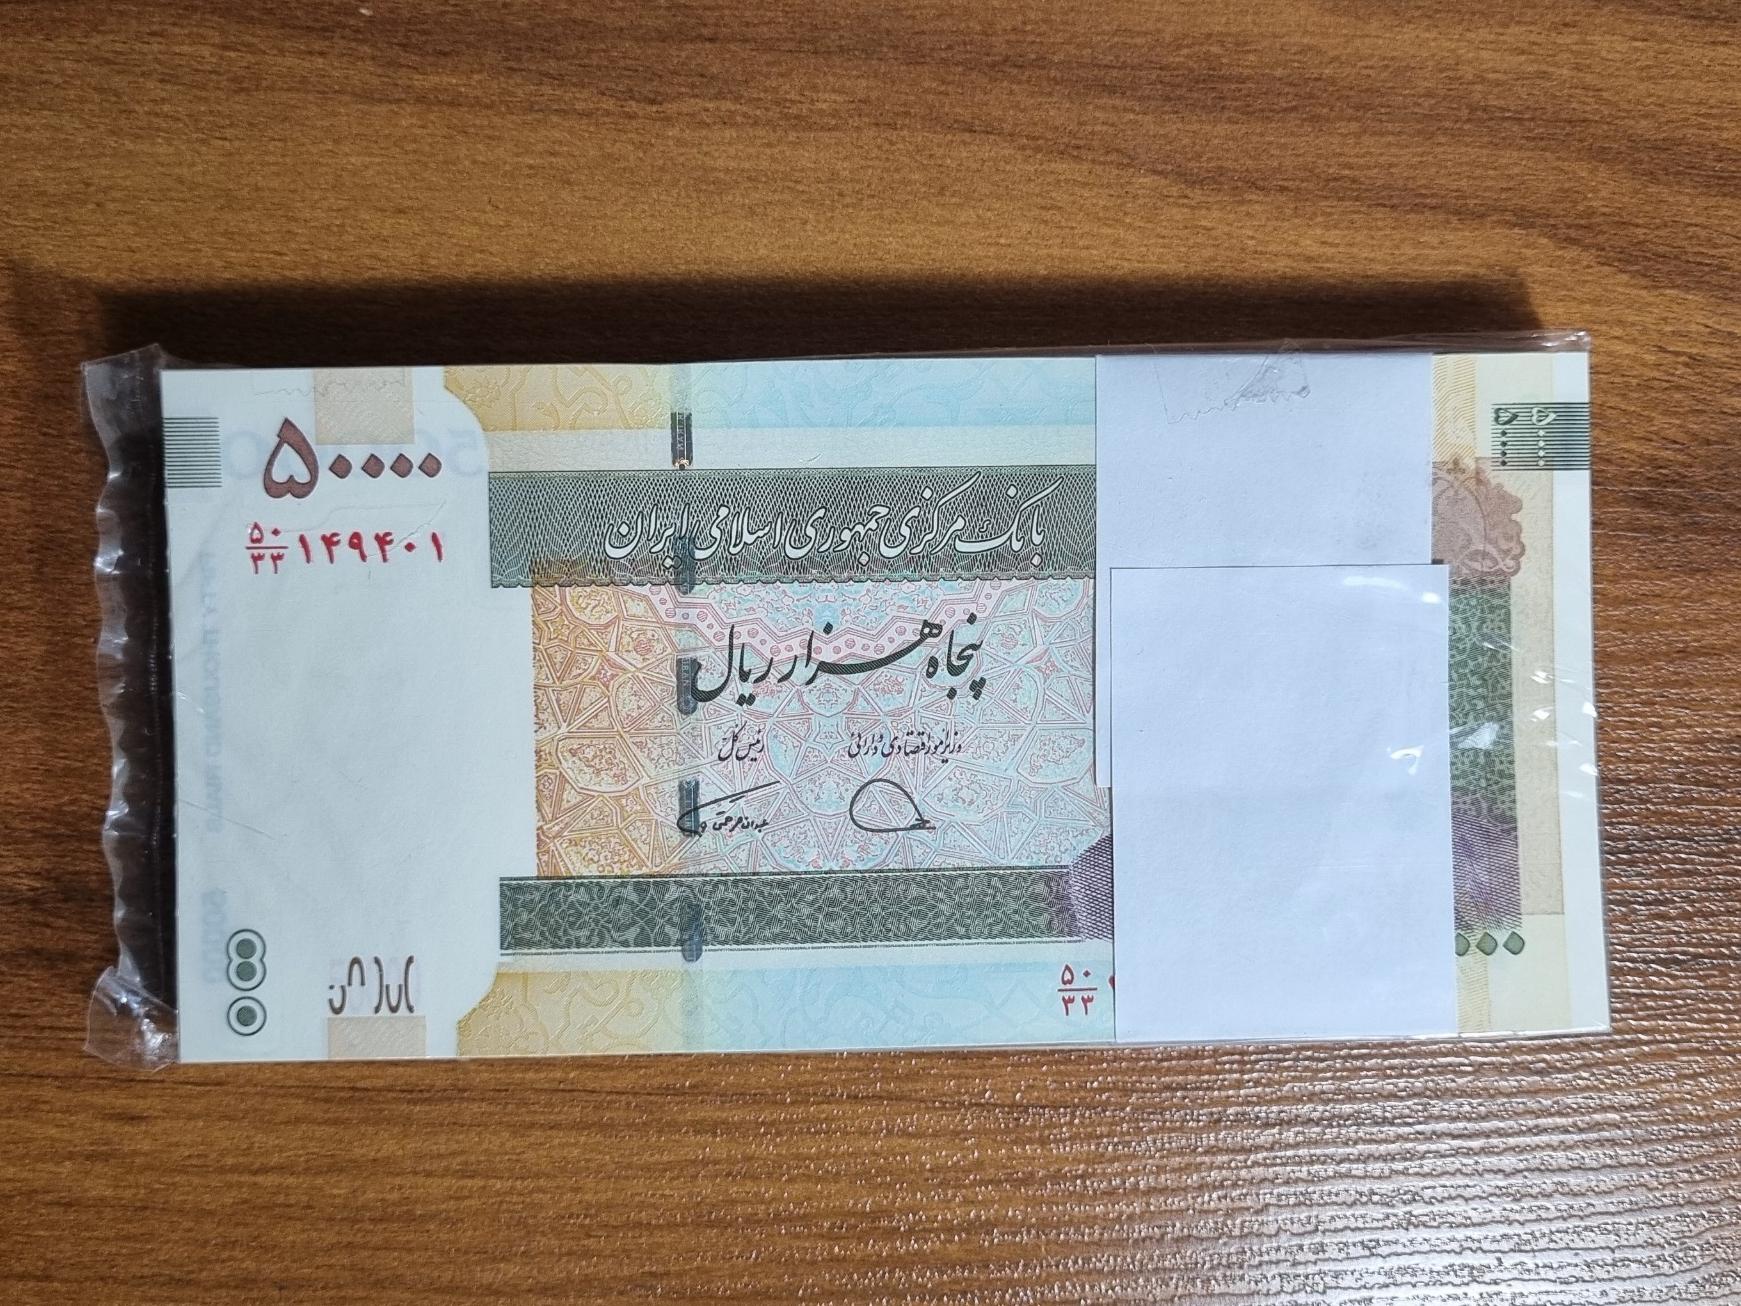 ۵۰۰۰۰
۵۰/۳۳ ۱۴۹۴۰۱
بانک مرکزی جمهوری اسلامی ایران
پنجاه هزار ریال
وزیر امور اقتصادی و دارائی
رئیس کل
۵۰/۳۳